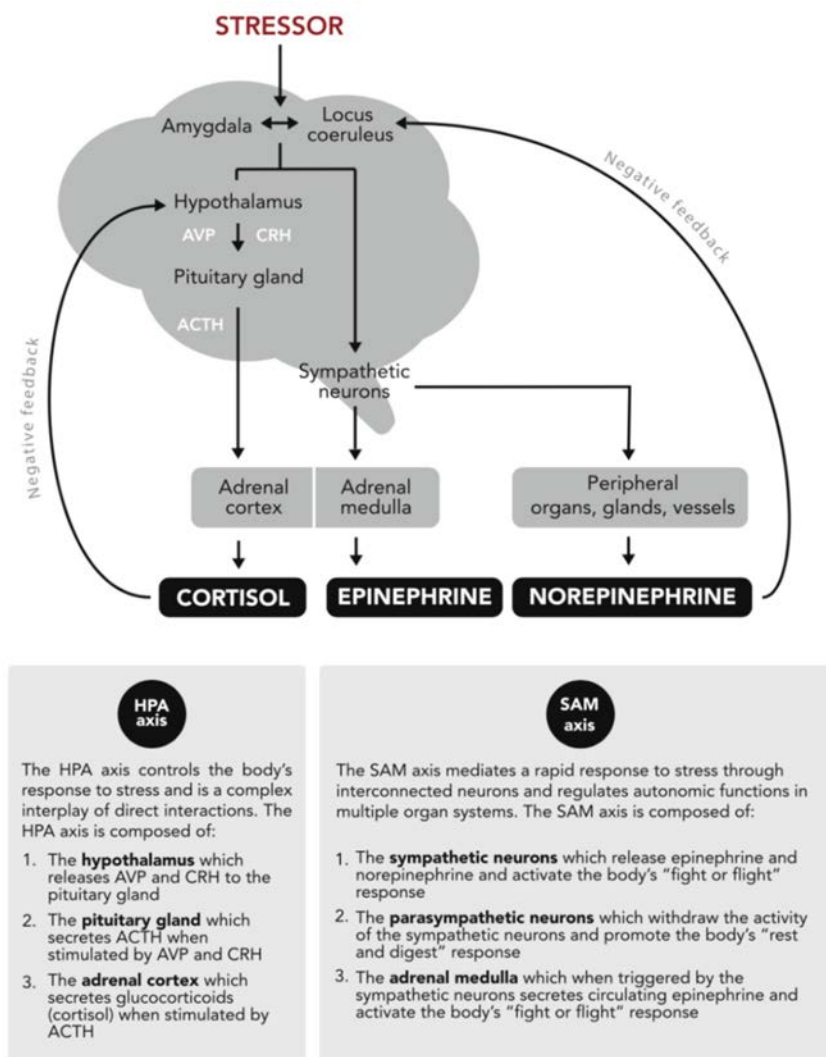 STRESSOR
Amygdala
Locus
coeruleus
Negative feedback
Hypothalamus
AVP
CRH
Pituitary gland
ACTH
Negative feedback
Sympathetic
neurons
Adrenal
cortex
Adrenal
medulla
Peripheral
organs, glands, vessels
CORTISOL
EPINEPHRINE
NOREPINEPHRINE
HPA
axis
The HPA axis controls the body's
response to stress and is a complex
interplay of direct interactions. The
HPA axis is composed of:
1. The hypothalamus which
releases AVP and CRH to the
pituitary gland
2. The pituitary gland which
secretes ACTH when
stimulated by AVP and CRH
3. The adrenal cortex which
secretes glucocorticoids
(cortisol) when stimulated by
ACTH
SAM
axis
The SAM axis mediates a rapid response to stress through
interconnected neurons and regulates autonomic functions in
multiple organ systems. The SAM axis is composed of:
1. The sympathetic neurons which release epinephrine and
norepinephrine and activate the body's "fight or flight"
response
2. The parasympathetic neurons which withdraw the activity
of the sympathetic neurons and promote the body's "rest
and digest" response
3. The adrenal medulla which when triggered by the
sympathetic neurons secretes circulating epinephrine and
activate the body's "fight or flight" response